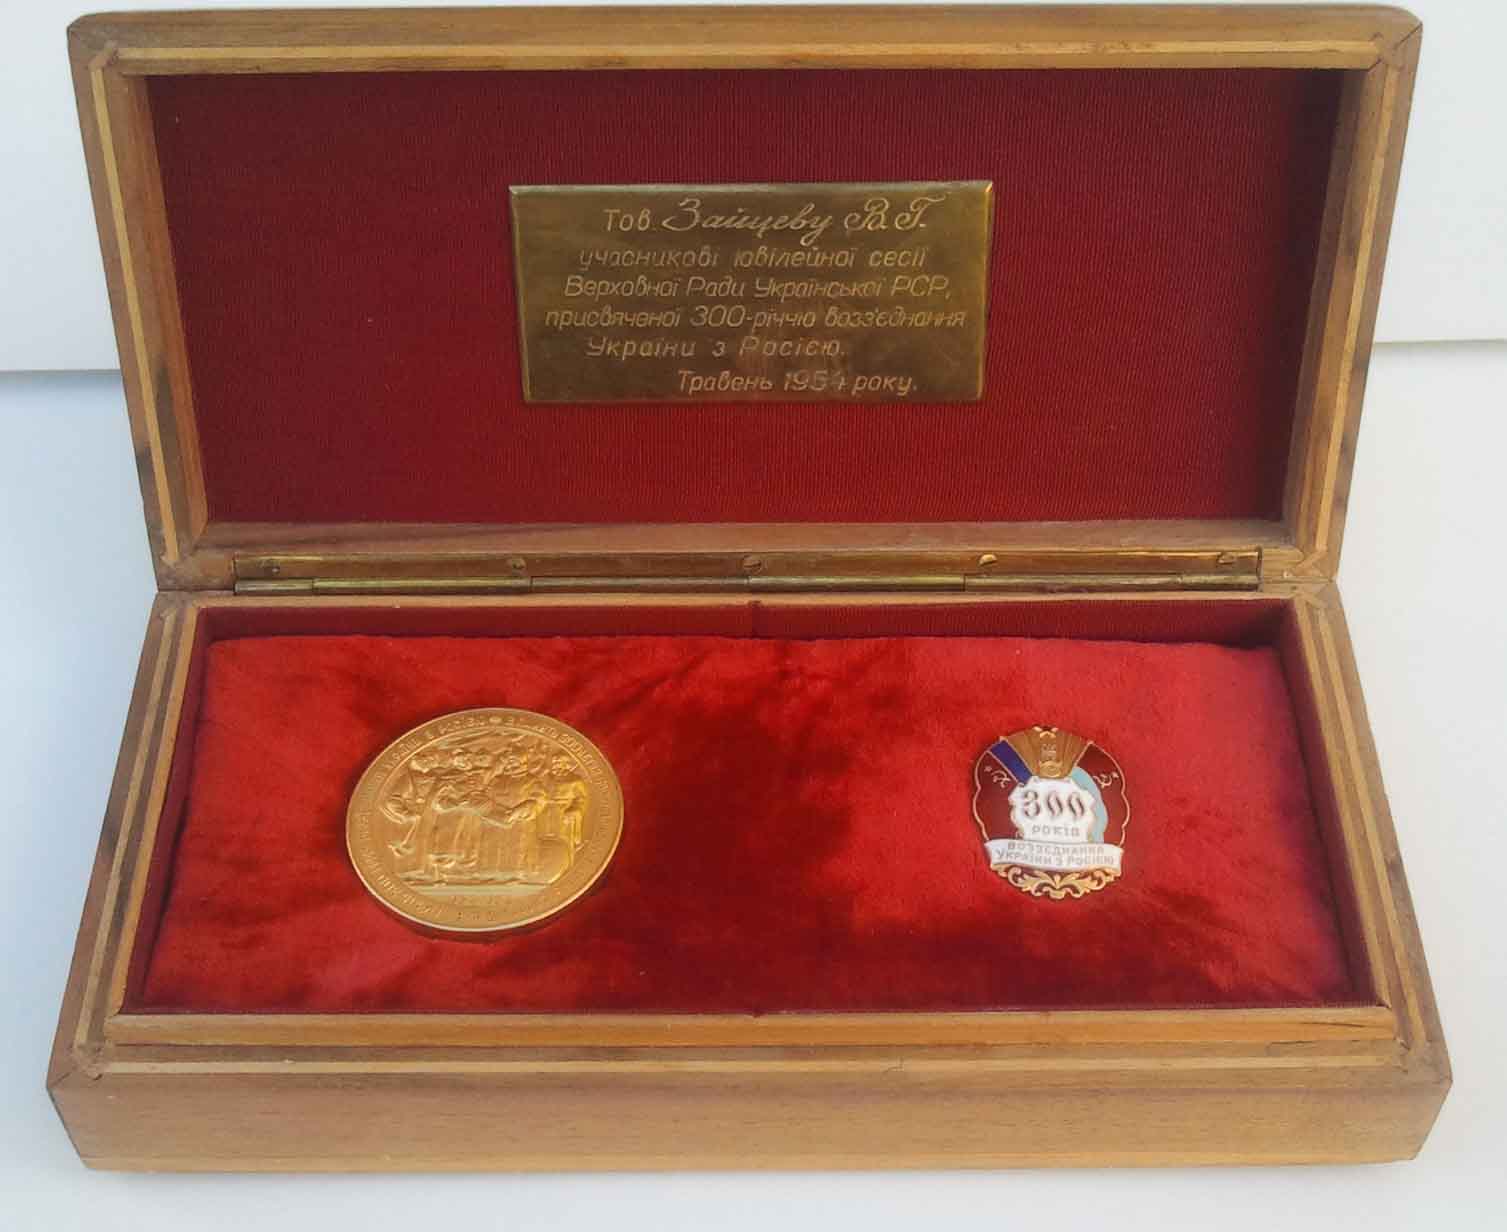 Тов. Зайцеву В.Г.
учасникові ювілейної сесії
Верховної Ради Української РСР,
присвяченої 300-річчю возз'єднання
України з Росією.
Травень 1954 року.
300
РОКІВ
ВОЗЗ'ЄДНАННЯ
УКРАЇНИ З РОСІЄЮ